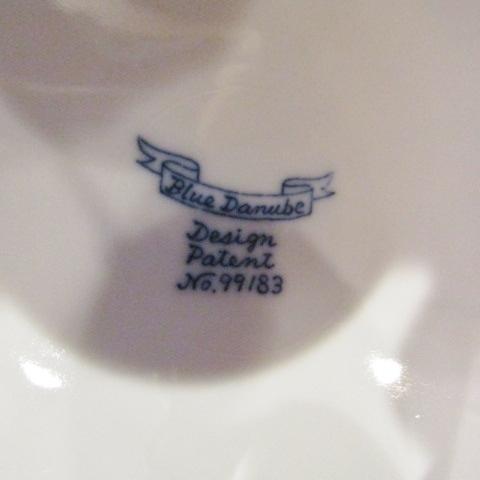 Blue Danube
Design
Patent
No. 99183